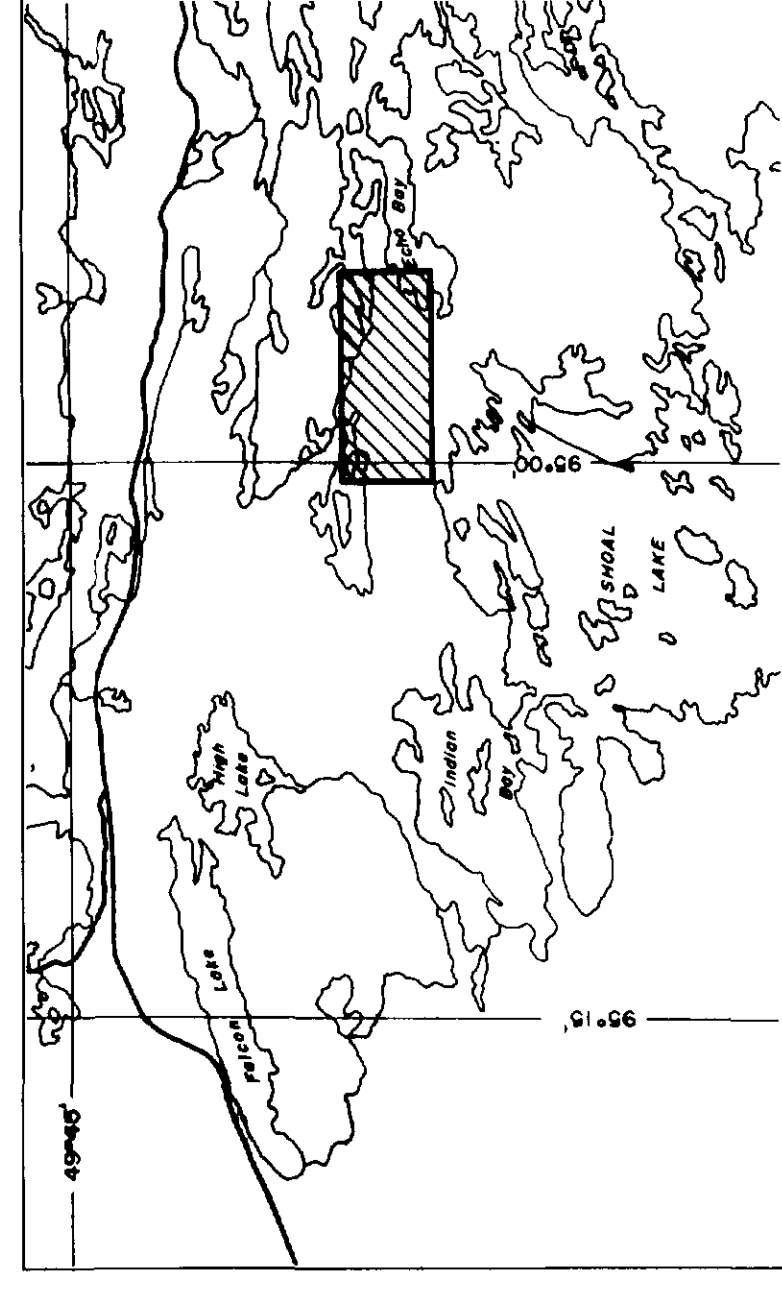 49°45'
Falcon Lake
95°15'
High
Lake
Indian
Bay
SHOAL
LAKE
95°00'
Echo Bay